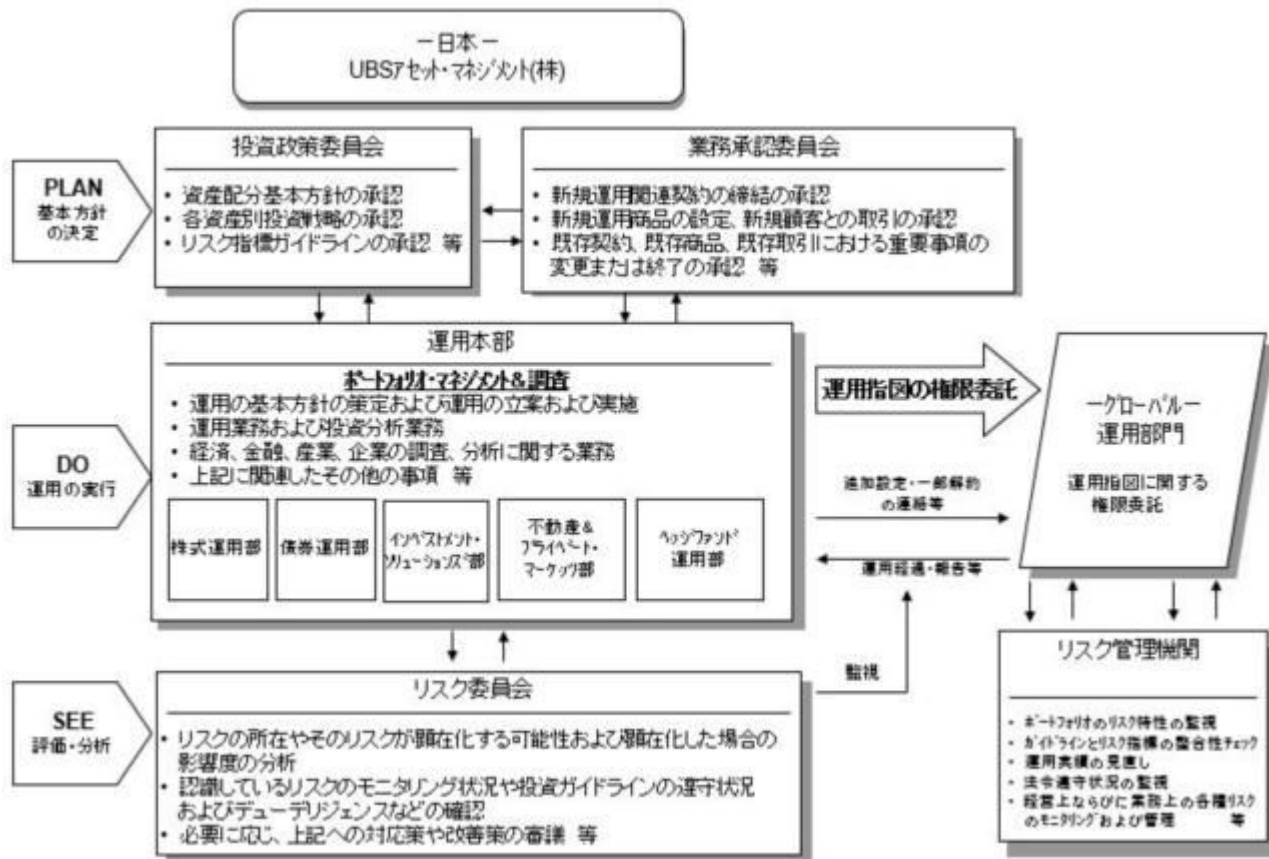 －日本－
UBSアセット・マネジメント(株)
PLAN
基本方針
の決定
投資政策委員会
・ 資産配分基本方針の承認
・ 各資産別投資戦略の承認
・ リスク指標ガイドラインの承認 等
業務承認委員会
・ 新規運用関連契約の締結の承認
・ 新規運用商品の設定、新規顧客との取引の承認
・ 既存契約、既存商品、既存取引における重要事項の
変更または終了の承認 等
DO
運用の実行
運用本部
ポートフォリオ・マネジメント&調査
・ 運用の基本方針の策定および運用の立案および実施
・ 運用業務および投資分析業務
・ 経済、金融、産業、企業の調査、分析に関する業務
・ 上記に関連したその他の事項 等
株式運用部
債券運用部
インベストメント・
ソリューションズ部
不動産&
プライベート・
マーケッツ部
ヘッジファンド
運用部
運用指図の権限委託
追加設定・一部解約
の連絡等
運用経過・報告等
監視
－グローバル－
運用部門
運用指図に関する
権限委託
SEE
評価・分析
リスク委員会
・ リスクの所在やそのリスクが顕在化する可能性および顕在化した場合の
影響度の分析
・ 認識しているリスクのモニタリング状況や投資ガイドラインの遵守状況
およびデューデリジェンスなどの確認
・ 必要に応じ、上記への対応策や改善策の審議 等
リスク管理機関
・ ポートフォリオのリスク特性の監視
・ ガイドラインとリスク指標の整合性チェック
・ 運用実績の見直し
・ 法令遵守状況の監視
・ 経営上ならびに業務上の各種リスク
のモニタリングおよび管理 等